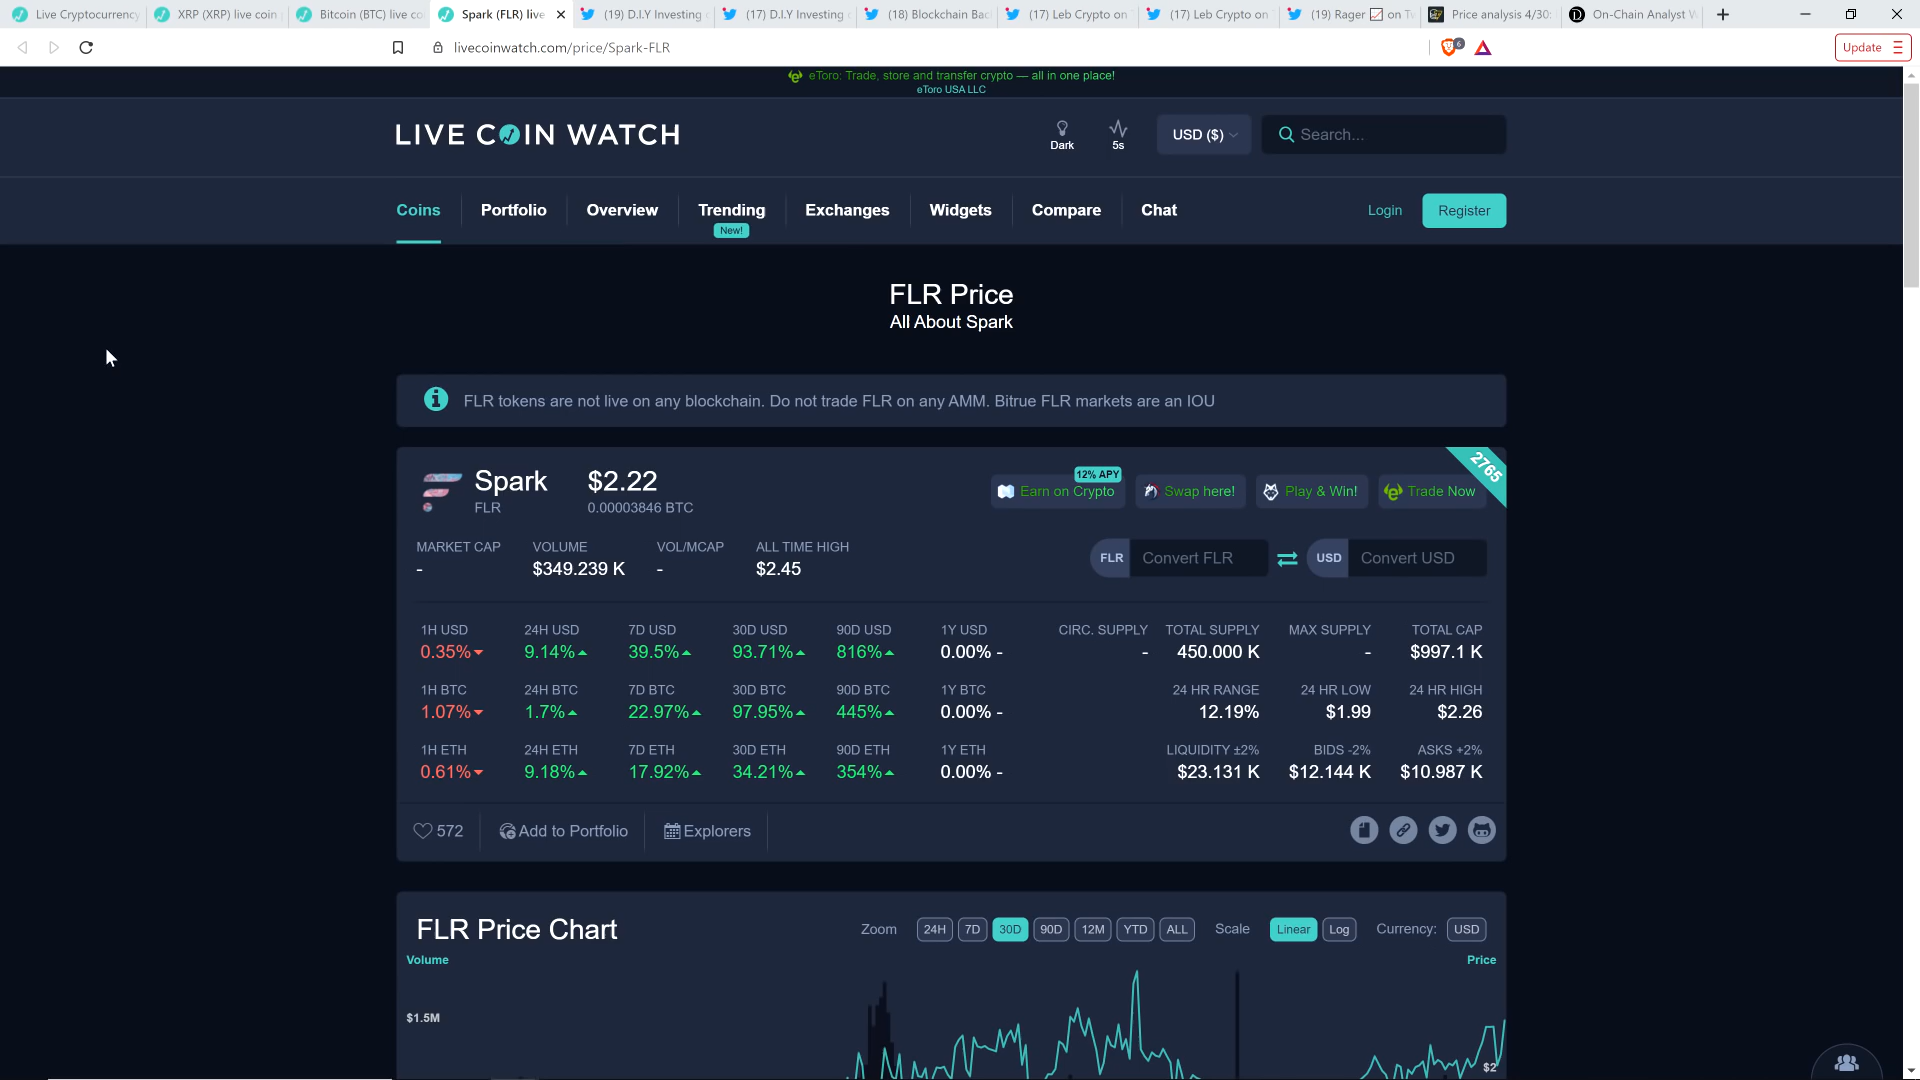 Live Cryptocurrency
XRP (XRP) live coin
Bitcoin (BTC) live co
Spark (FLR) live
(19) D.I.Y Investing
(17) D.I.Y Investing
(18) Blockchain Bac
(17) Leb Crypto on
(17) Leb Crypto on
(19) Rager 📈 on Tw
Price analysis 4/30:
On-Chain Analyst W
livecoinwatch.com/price/Spark-FLR
6
Update
eToro: Trade, store and transfer crypto — all in one place!
eToro USA LLC
LIVE COIN WATCH
Dark
5s
USD ($)
Search...
Coins
Portfolio
Overview
Trending
New!
Exchanges
Widgets
Compare
Chat
Login
Register
FLR Price
All About Spark
FLR tokens are not live on any blockchain. Do not trade FLR on any AMM. Bitrue FLR markets are an IOU
2765
Spark
FLR
$2.22
0.00003846 BTC
12% APY
Earn on Crypto
Swap here!
Play & Win!
Trade Now
MARKET CAP VOLUME VOL/MCAP ALL TIME HIGH
- $349.239 K - $2.45
FLR Convert FLR USD Convert USD
1H USD 24H USD 7D USD 30D USD 90D USD 1Y USD CIRC. SUPPLY TOTAL SUPPLY MAX SUPPLY TOTAL CAP
0.35% 9.14% 39.5% 93.71% 816% 0.00% - - 450.000 K - $997.1 K
1H BTC 24H BTC 7D BTC 30D BTC 90D BTC 1Y BTC 24 HR RANGE 24 HR LOW 24 HR HIGH
1.07% 1.7% 22.97% 97.95% 445% 0.00% - 12.19% $1.99 $2.26
1H ETH 24H ETH 7D ETH 30D ETH 90D ETH 1Y ETH LIQUIDITY ±2% BIDS -2% ASKS +2%
0.61% 9.18% 17.92% 34.21% 354% 0.00% - $23.131 K $12.144 K $10.987 K
572
Add to Portfolio
Explorers
FLR Price Chart
Zoom 24H 7D 30D 90D 12M YTD ALL Scale Linear Log Currency: USD
Volume Price
$1.5M
$2